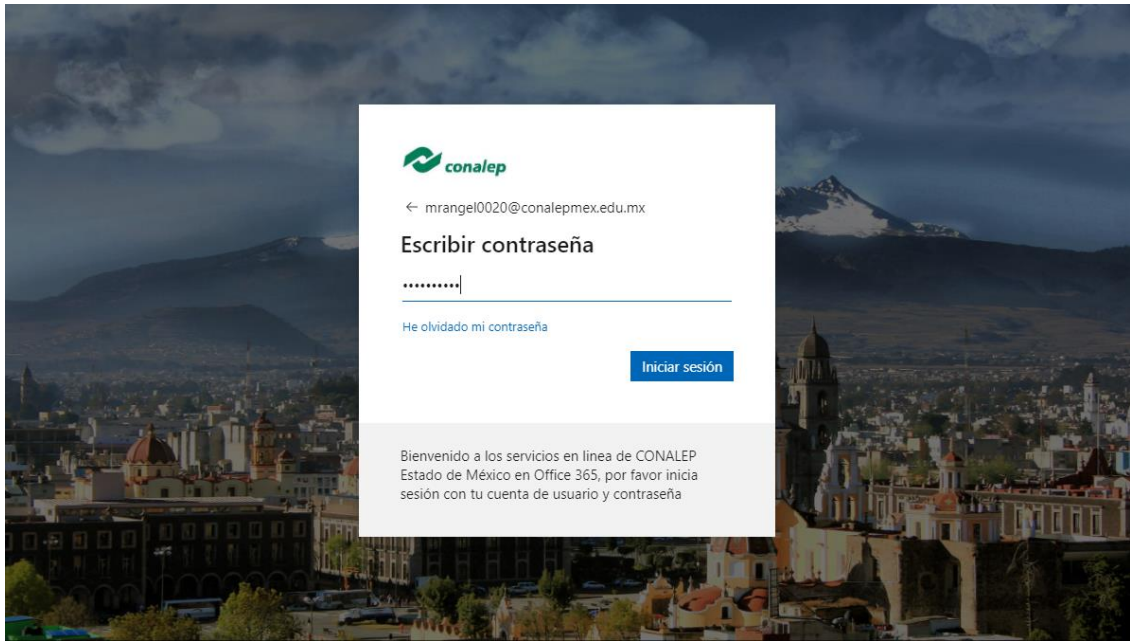 conalep
← mrangel0020@conalepmex.edu.mx
Escribir contraseña
••••••••••
He olvidado mi contraseña
Iniciar sesión
Bienvenido a los servicios en linea de CONALEP
Estado de México en Office 365, por favor inicia
sesión con tu cuenta de usuario y contraseña